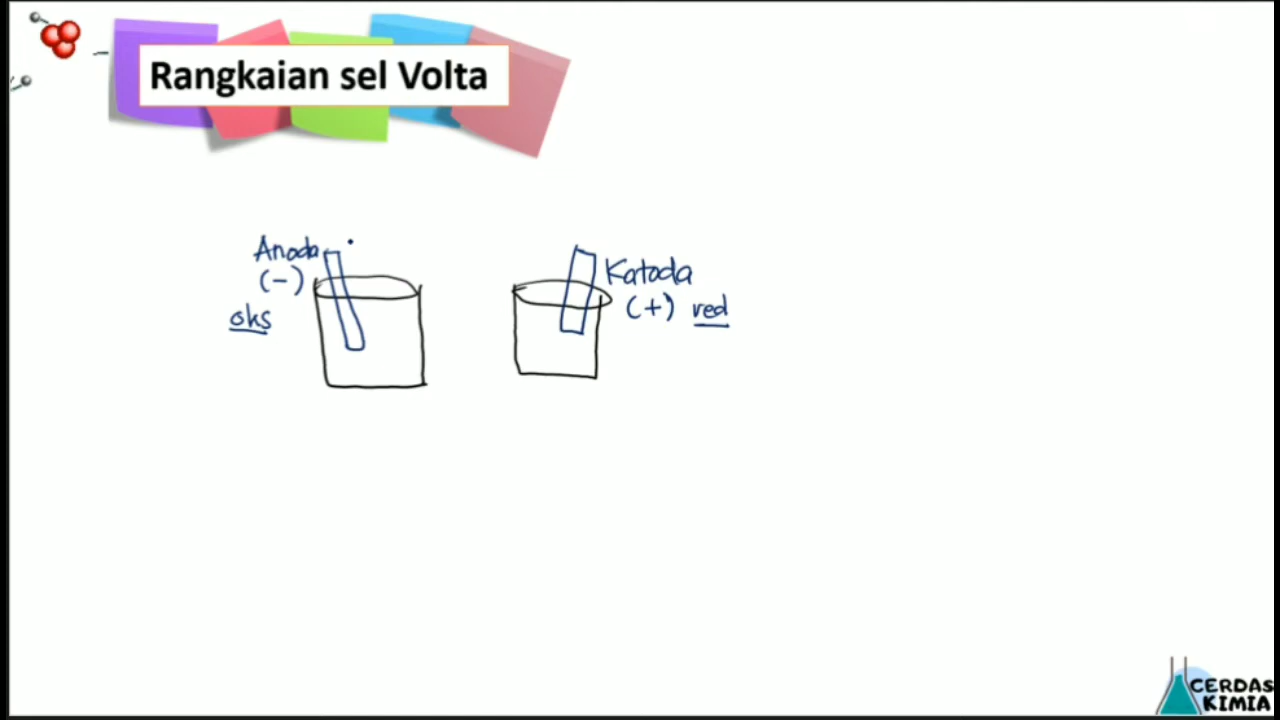 Rangkaian sel Volta
Anoda
(-)
oks
Katoda
(+) red
CERDAS
KIMIA